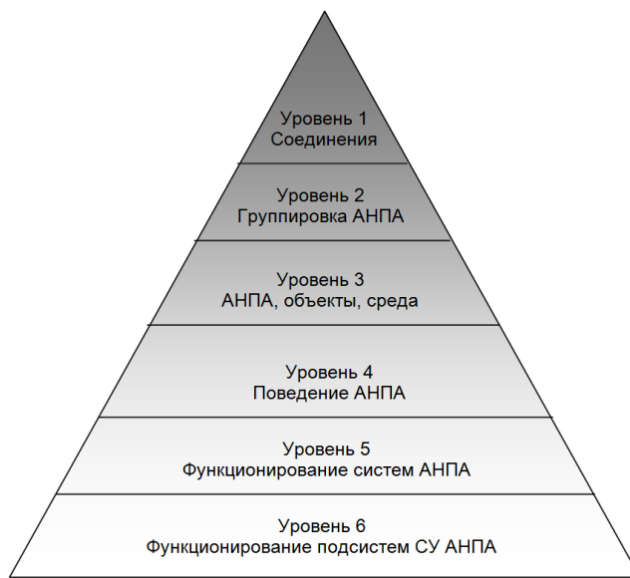 Уровень 1
Соединения
Уровень 2
Группировка АНПА
Уровень 3
АНПА, объекты, среда
Уровень 4
Поведение АНПА
Уровень 5
Функционирование систем АНПА
Уровень 6
Функционирование подсистем СУ АНПА